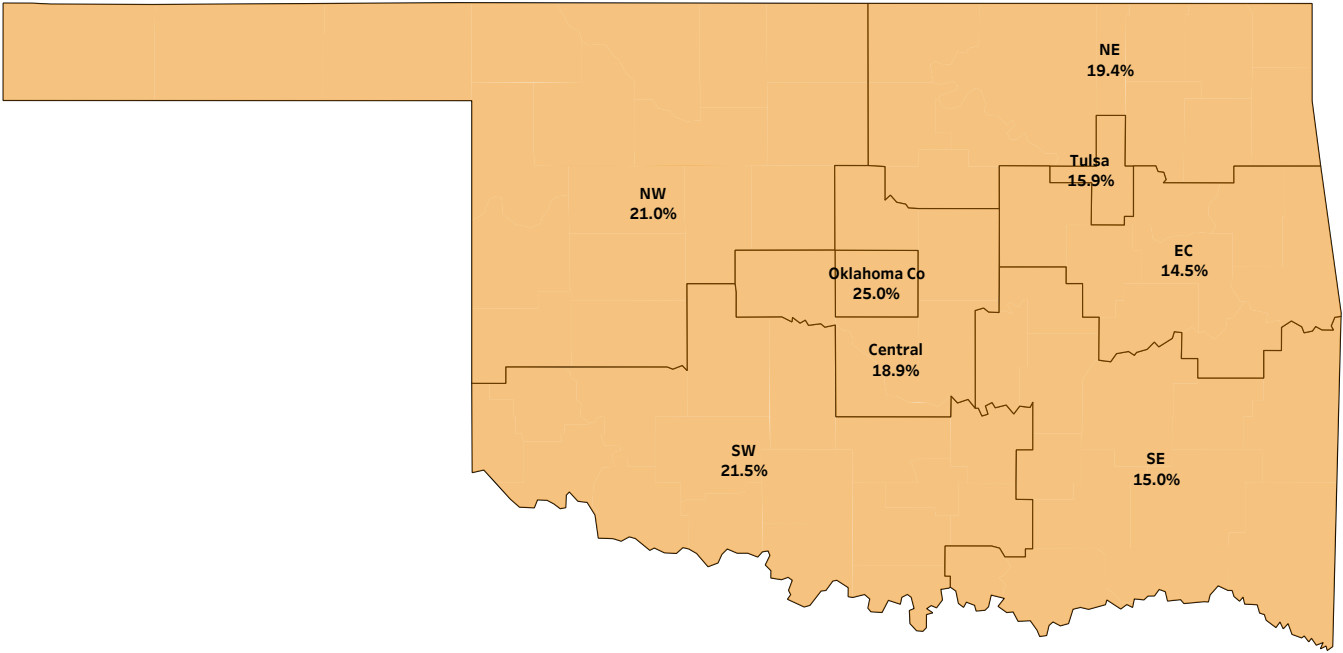 NE
19.4%
Tulsa
15.9%
NW
21.0%
EC
14.5%
Oklahoma Co
25.0%
Central
18.9%
SW
21.5%
SE
15.0%